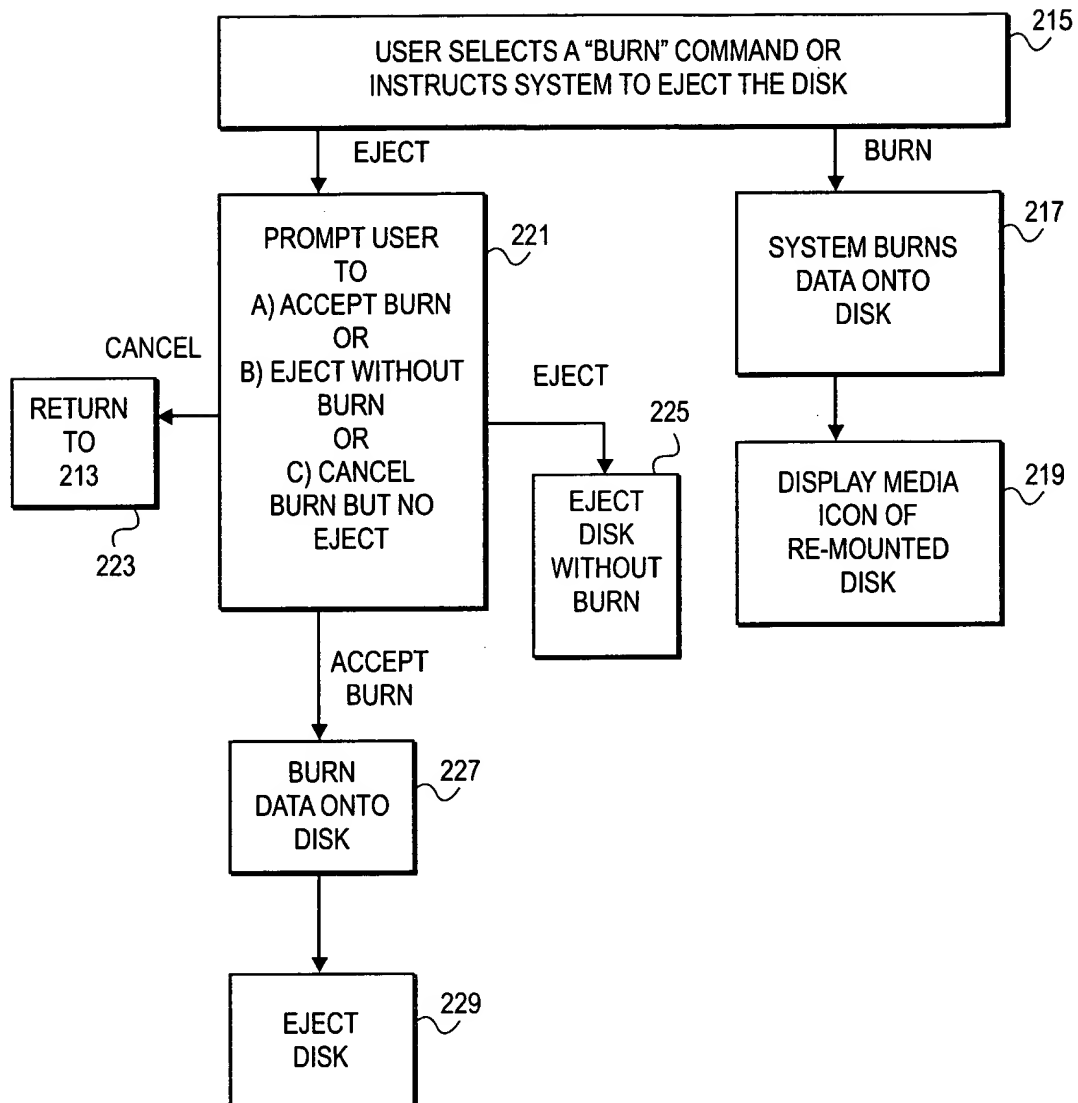 215
USER SELECTS A “BURN” COMMAND OR
INSTRUCTS SYSTEM TO EJECT THE DISK
EJECT
BURN
221
PROMPT USER
TO
A) ACCEPT BURN
OR
B) EJECT WITHOUT
BURN
OR
C) CANCEL
BURN BUT NO
EJECT
217
SYSTEM BURNS
DATA ONTO
DISK
CANCEL
RETURN
TO
213
223
EJECT
225
EJECT
DISK
WITHOUT
BURN
219
DISPLAY MEDIA
ICON OF
RE-MOUNTED
DISK
ACCEPT
BURN
227
BURN
DATA ONTO
DISK
229
EJECT
DISK